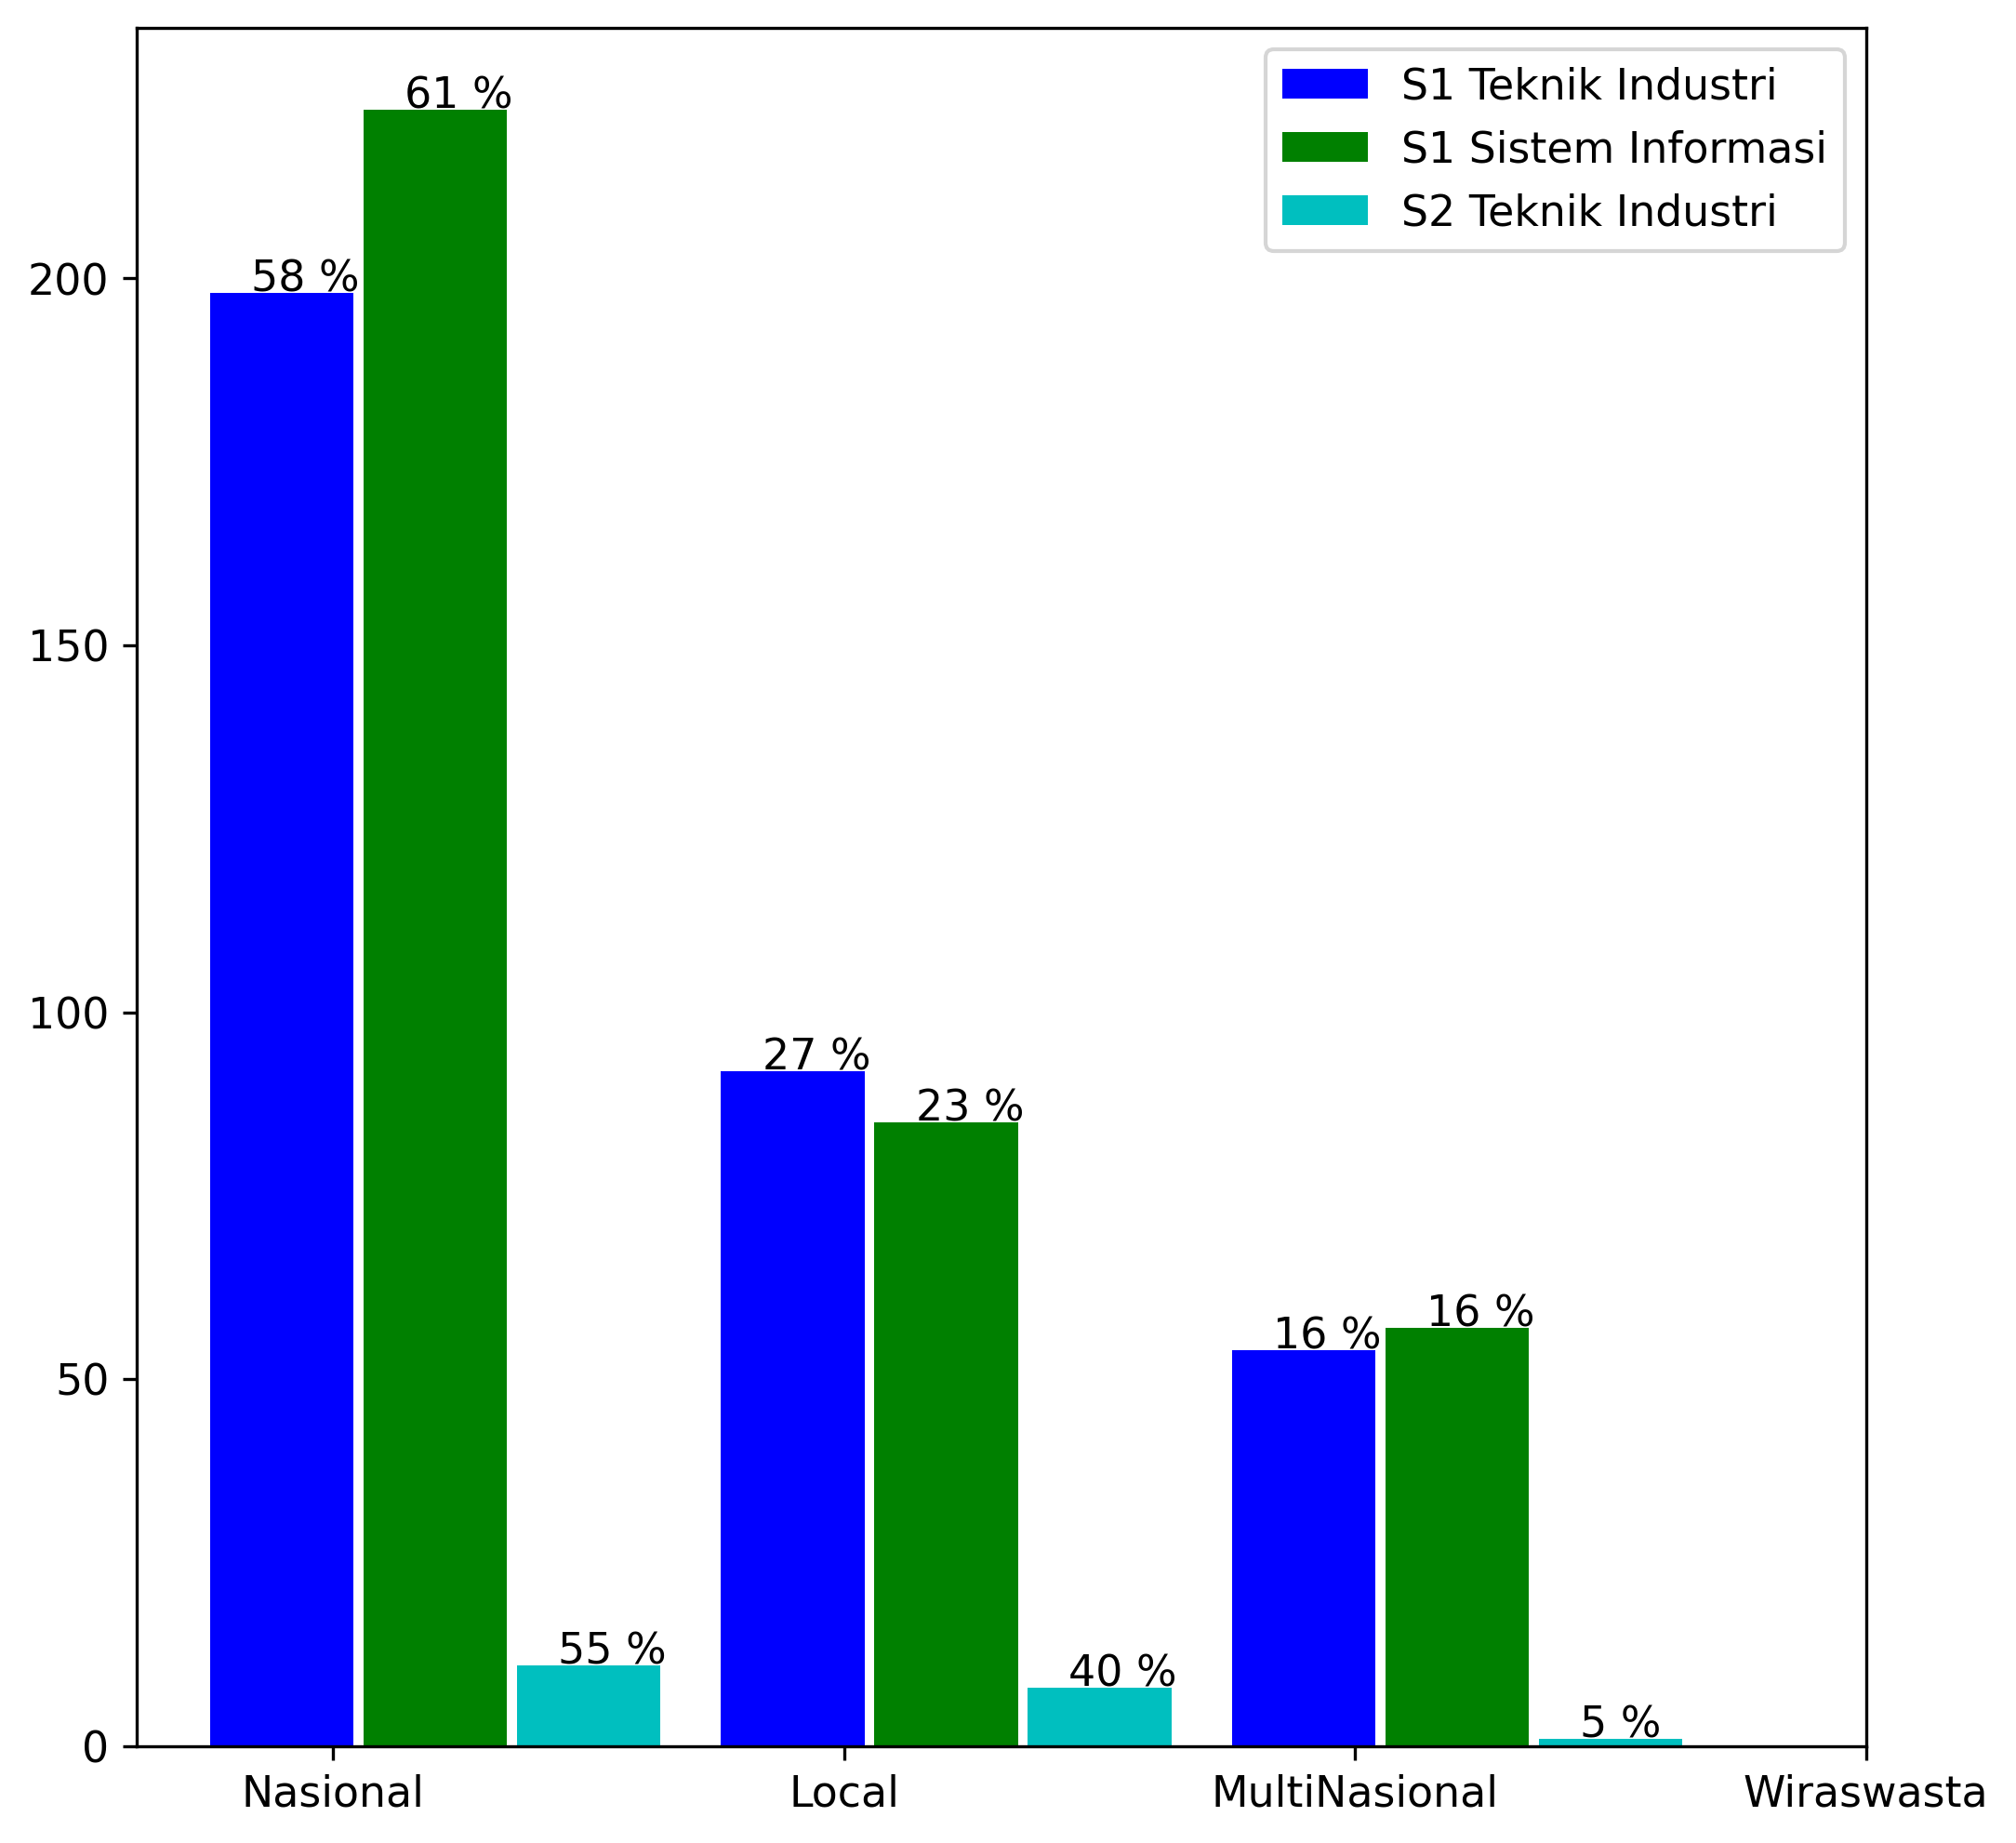 61 %
S1 Teknik Industri
S1 Sistem Informasi
S2 Teknik Industri
58 %
200
150
100
27 %
23 %
16 %
16 %
50
55 %
40 %
5 %
0
Nasional
Local
MultiNasional
Wiraswasta